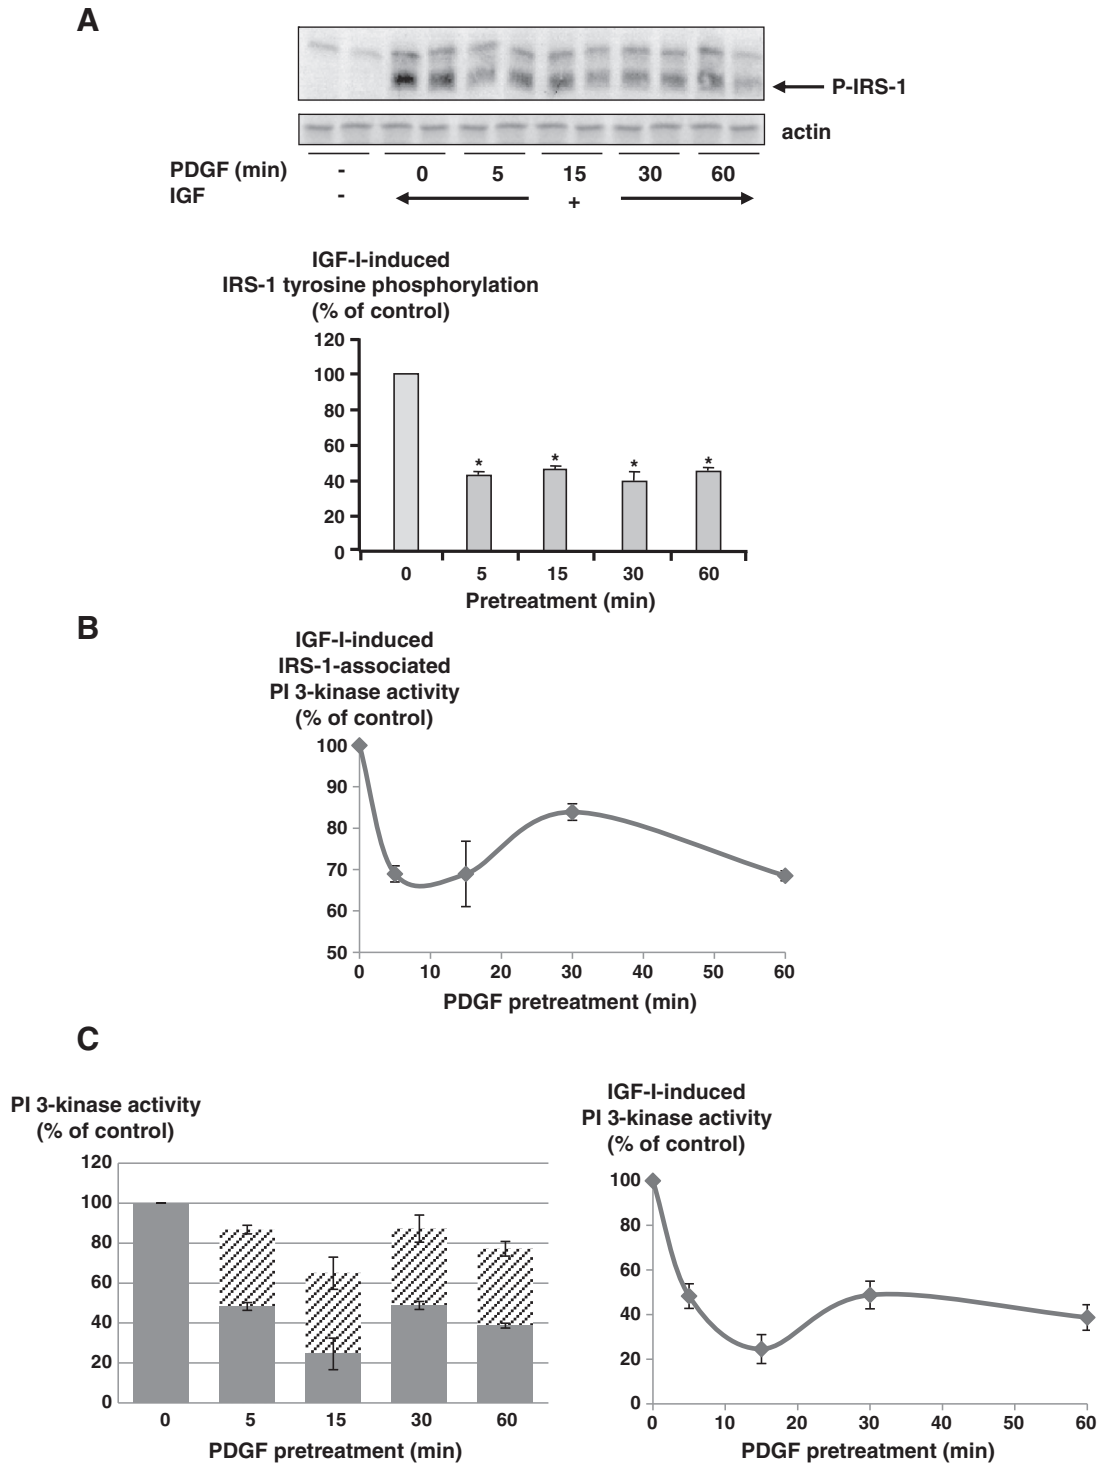 A
P-IRS-1
actin
PDGF (min) - 0 5 15 30 60
IGF - +
IGF-I-induced
IRS-1 tyrosine phosphorylation
(% of control)
120
100
80
60
40
20
0
* * * *
0 5 15 30 60
Pretreatment (min)
B
IGF-I-induced
IRS-1-associated
PI 3-kinase activity
(% of control)
100
90
80
70
60
50
0 10 20 30 40 50 60
PDGF pretreatment (min)
C
PI 3-kinase activity
(% of control)
120
100
80
60
40
20
0
0 5 15 30 60
PDGF pretreatment (min)
IGF-I-induced
PI 3-kinase activity
(% of control)
100
80
60
40
20
0
0 10 20 30 40 50 60
PDGF pretreatment (min)